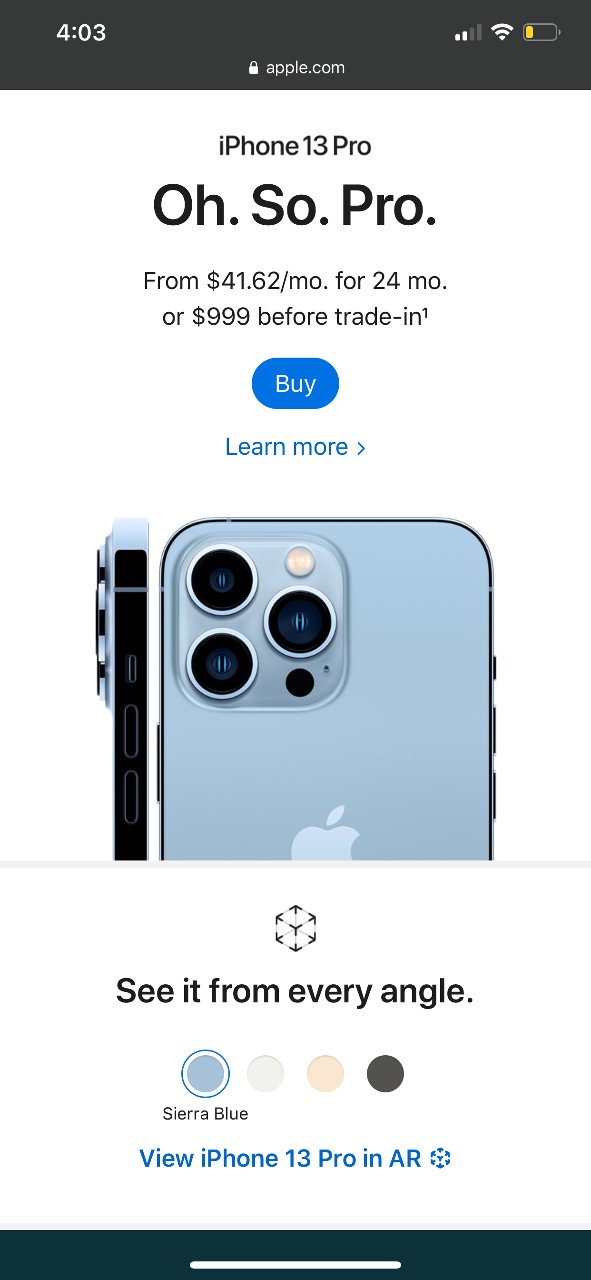 4:03
apple.com
iPhone 13 Pro
Oh. So. Pro.
From $41.62/mo. for 24 mo.
or $999 before trade-in¹
Buy
Learn more >
See it from every angle.
Sierra Blue
View iPhone 13 Pro in AR